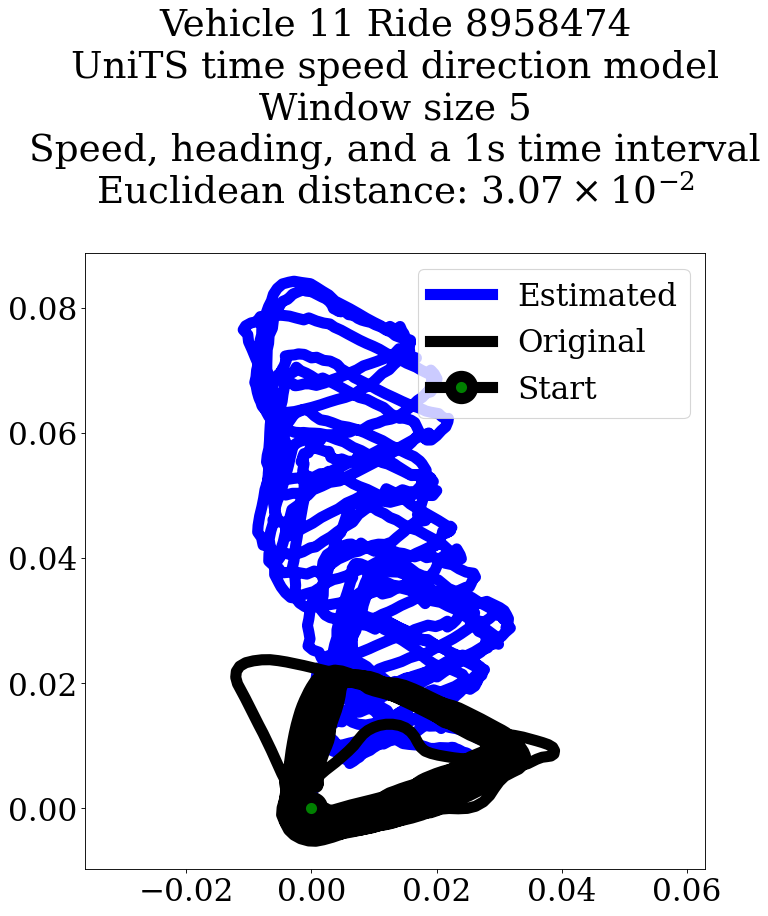 Vehicle 11 Ride 8958474
UniTS time speed direction model
Window size 5
Speed, heading, and a 1s time interval
Euclidean distance: 3.07 × 10⁻²
Estimated
Original
Start
0.08
0.06
0.04
0.02
0.00
−0.02 0.00 0.02 0.04 0.06